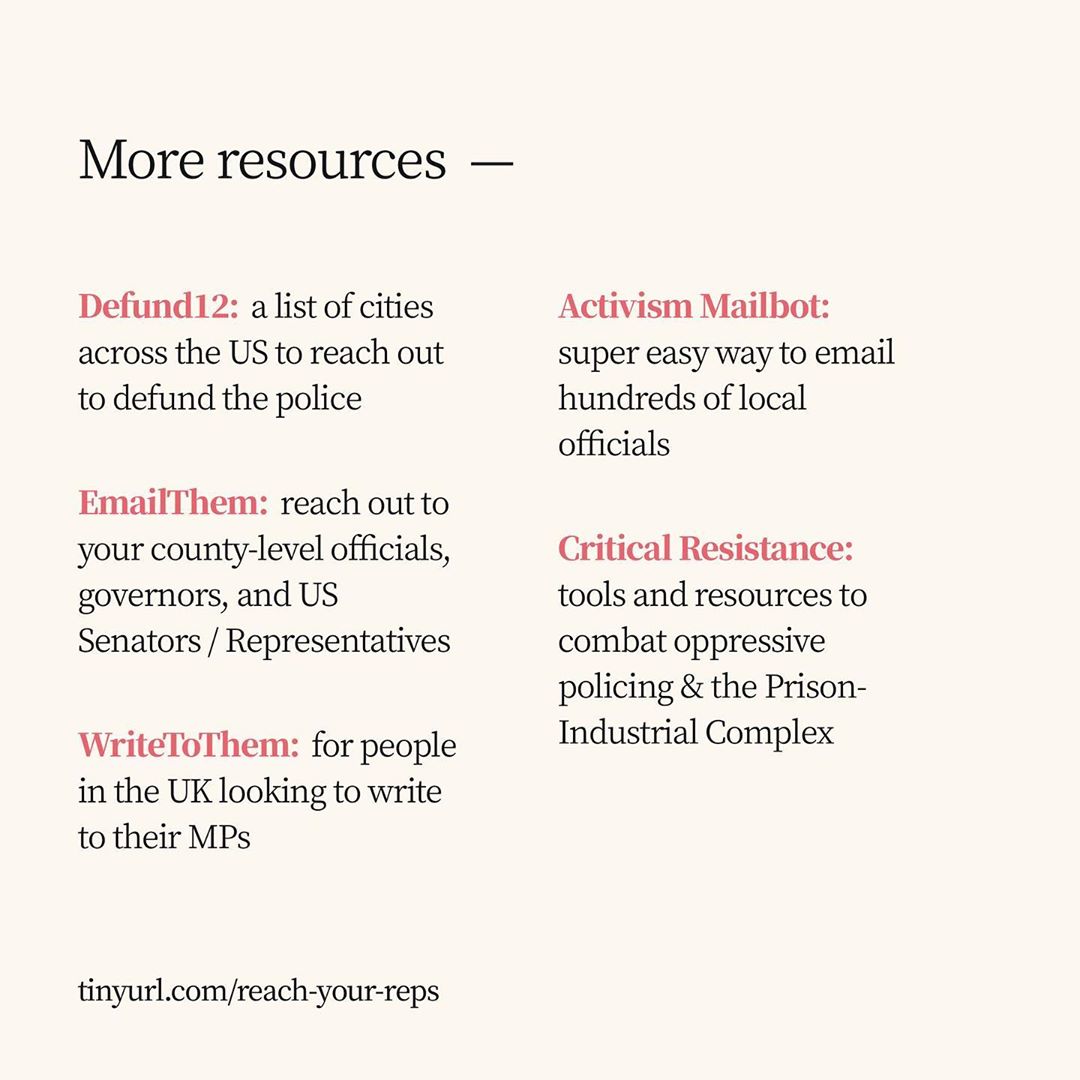 More resources —
Defund12: a list of cities
across the US to reach out
to defund the police
EmailThem: reach out to
your county-level officials,
governors, and US
Senators / Representatives
WriteToThem: for people
in the UK looking to write
to their MPs
Activism Mailbot:
super easy way to email
hundreds of local
officials
Critical Resistance:
tools and resources to
combat oppressive
policing & the Prison-
Industrial Complex
tinyurl.com/reach-your-reps